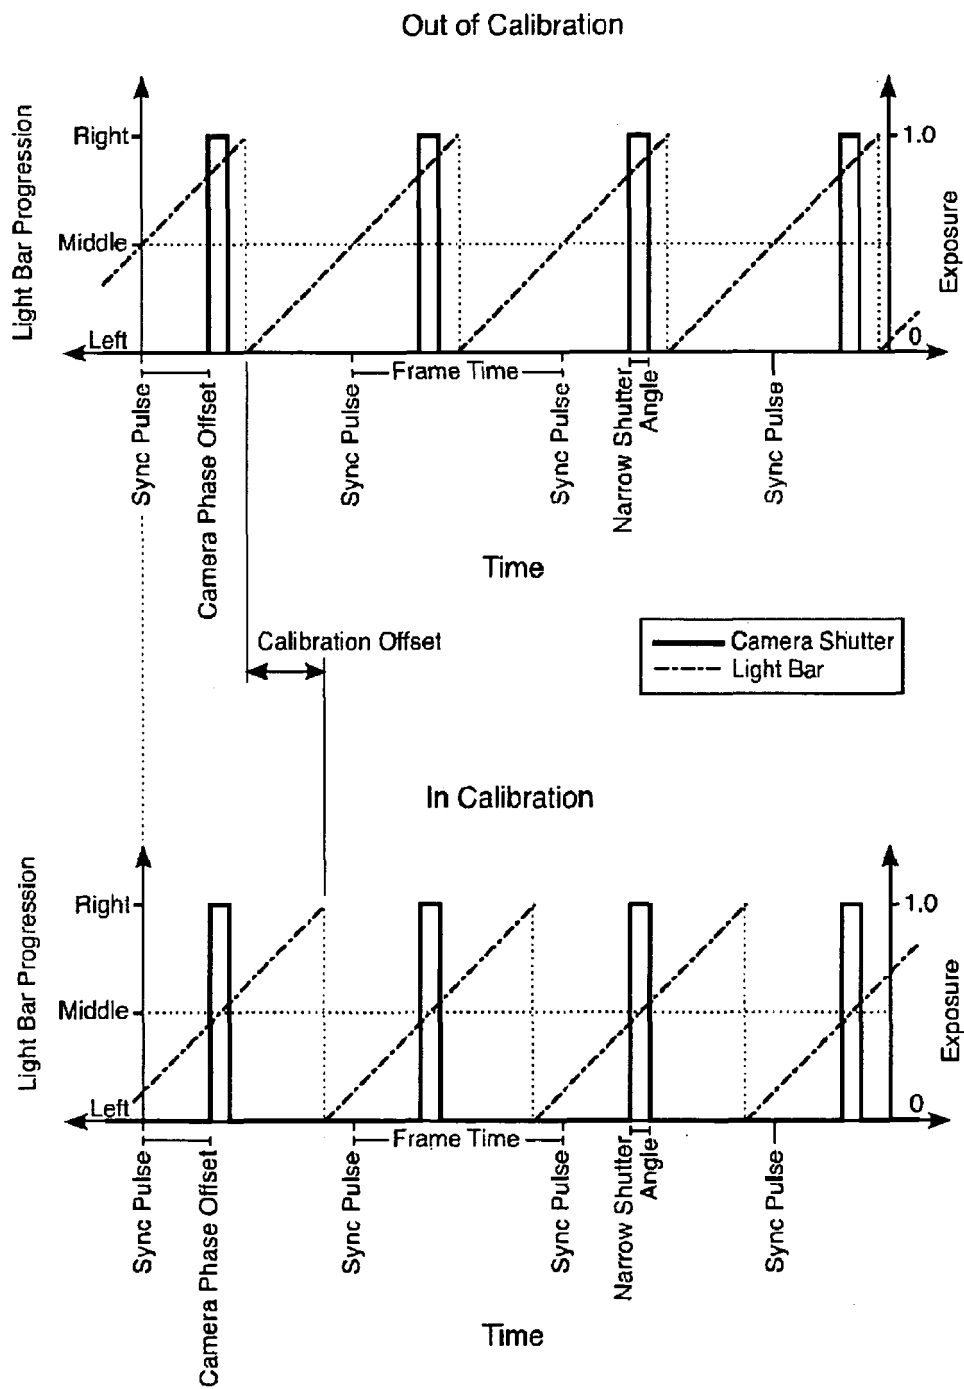 Out of Calibration
Light Bar Progression
Right
Middle
Left
1.0
0
Exposure
Sync Pulse
Camera Phase Offset
Sync Pulse
Frame Time
Sync Pulse
Narrow Shutter
Angle
Sync Pulse
Time
Calibration Offset
Camera Shutter
Light Bar
In Calibration
Light Bar Progression
Right
Middle
Left
1.0
0
Exposure
Sync Pulse
Camera Phase Offset
Sync Pulse
Frame Time
Sync Pulse
Narrow Shutter
Angle
Sync Pulse
Time